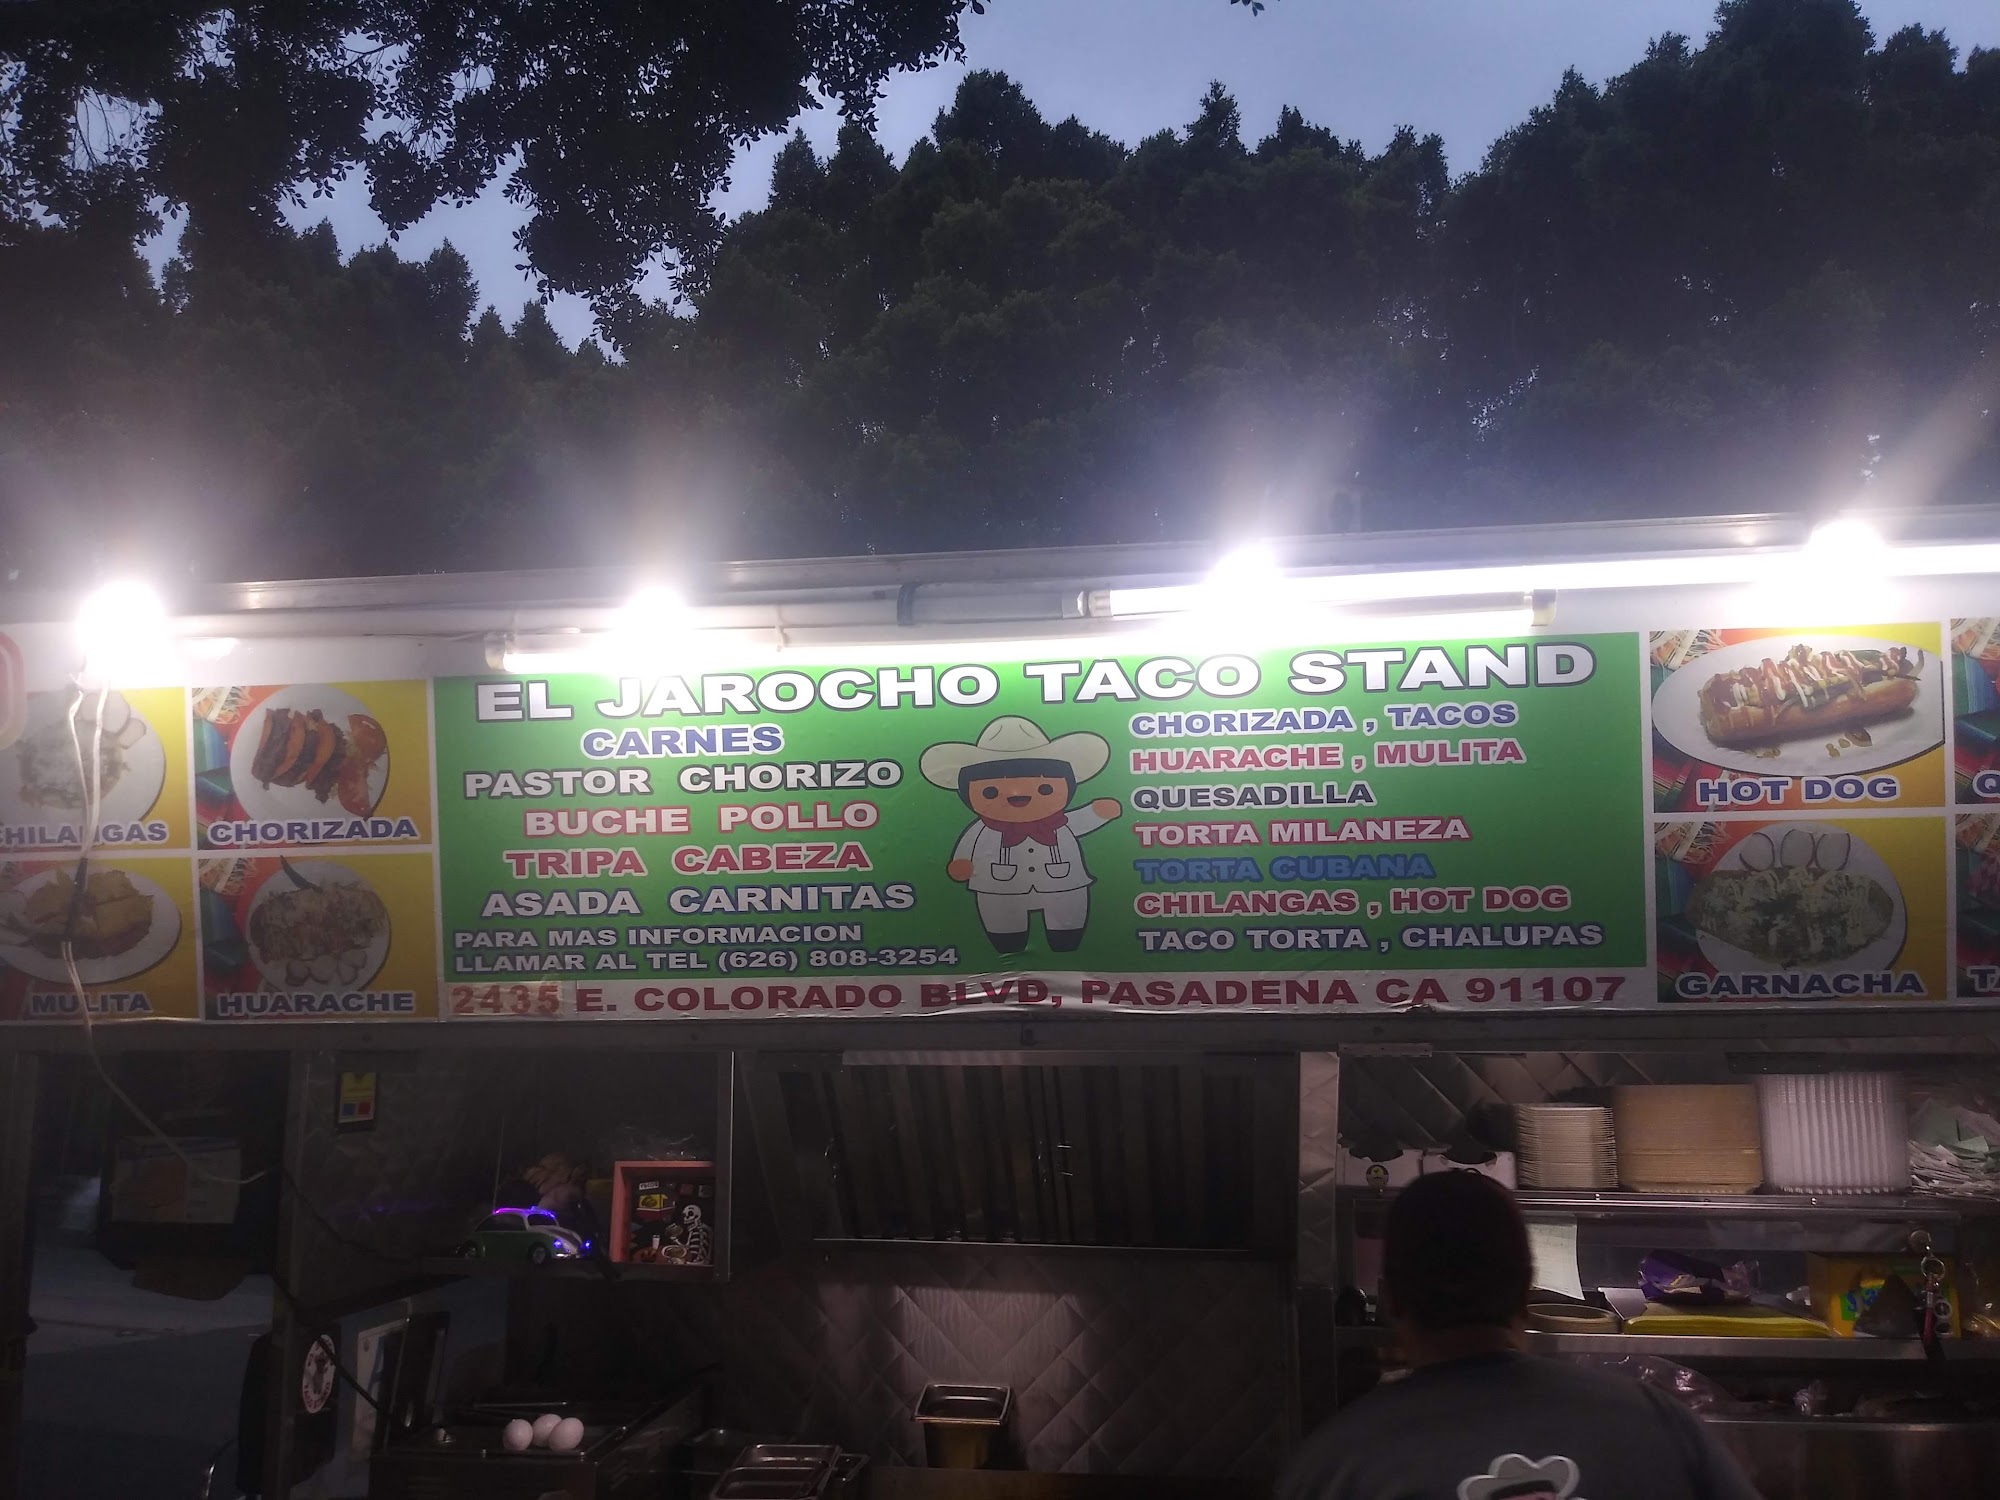 EL JAROCHO TACO STAND
CARNES
PASTOR CHORIZO
BUCHE POLLO
TRIPA CABEZA
ASADA CARNITAS
PARA MAS INFORMACION
LLAMAR AL TEL (626) 808-3254
CHORIZADA , TACOS
HUARACHE , MULITA
QUESADILLA
TORTA MILANEZA
TORTA CUBANA
CHILANGAS , HOT DOG
TACO TORTA , CHALUPAS
2435 E. COLORADO BLVD, PASADENA CA 91107
CHILANGAS
CHORIZADA
MULITA
HUARACHE
HOT DOG
GARNACHA